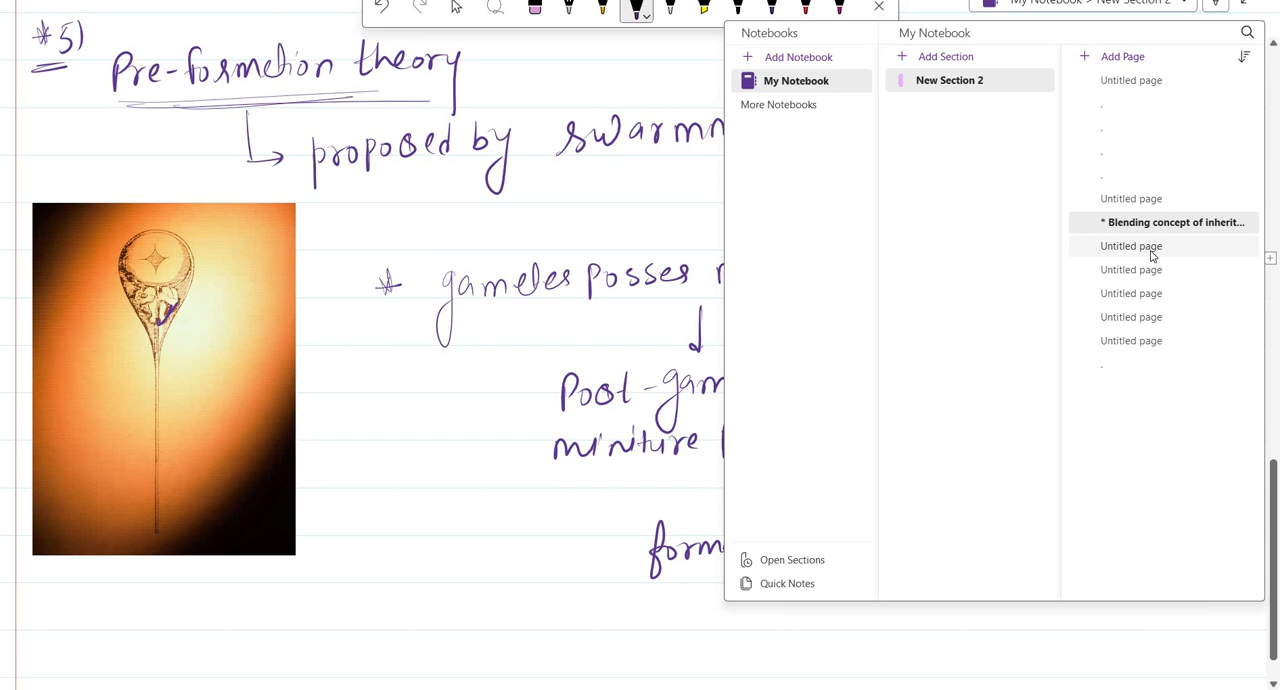 My Notebook > New Section 2
* 5)
Pre-formation theory
proposed by swarmm
* gametes posses
Post-gam
miniture
form
Notebooks
+ Add Notebook
My Notebook
More Notebooks
Open Sections
Quick Notes
My Notebook
+ Add Section
New Section 2
+ Add Page
Untitled page
.
.
.
.
Untitled page
* Blending concept of inherit...
Untitled page
Untitled page
Untitled page
Untitled page
Untitled page
.